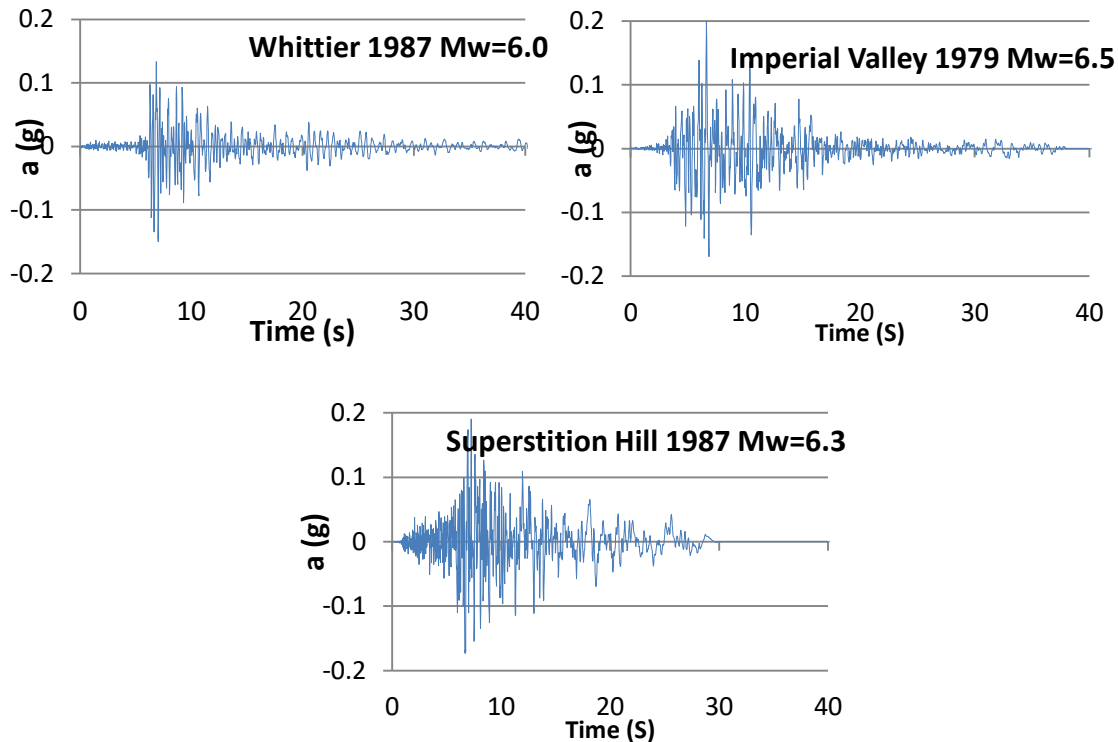 Whittier 1987 Mw=6.0
a (g)
0.2
0.1
0
-0.1
-0.2
0 10 20 30 40
Time (s)
Imperial Valley 1979 Mw=6.5
a (g)
0.2
0.1
0
-0.1
-0.2
0 10 20 30 40
Time (S)
Superstition Hill 1987 Mw=6.3
a (g)
0.2
0.1
0
-0.1
-0.2
0 10 20 30 40
Time (S)